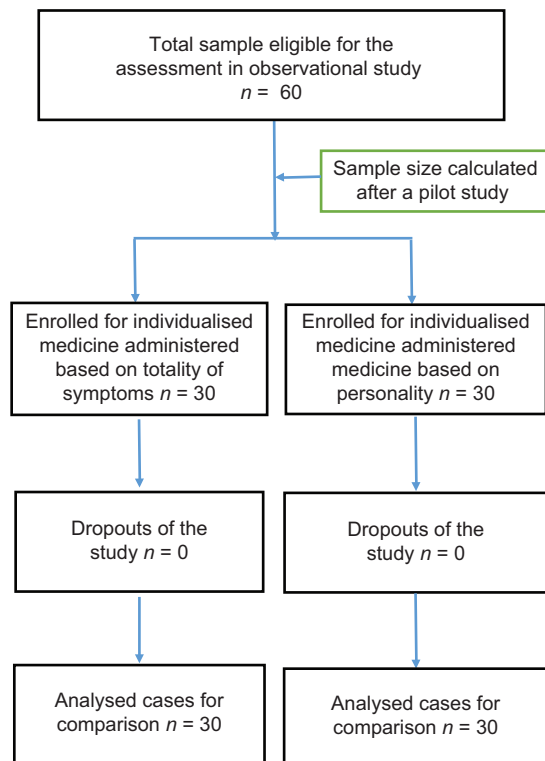 Total sample eligible for the
assessment in observational study
n = 60
Sample size calculated
after a pilot study
Enrolled for individualised
medicine administered
based on totality of
symptoms n = 30
Enrolled for individualised
medicine administered
medicine based on
personality n = 30
Dropouts of the
study n = 0
Dropouts of the
study n = 0
Analysed cases for
comparison n = 30
Analysed cases for
comparison n = 30